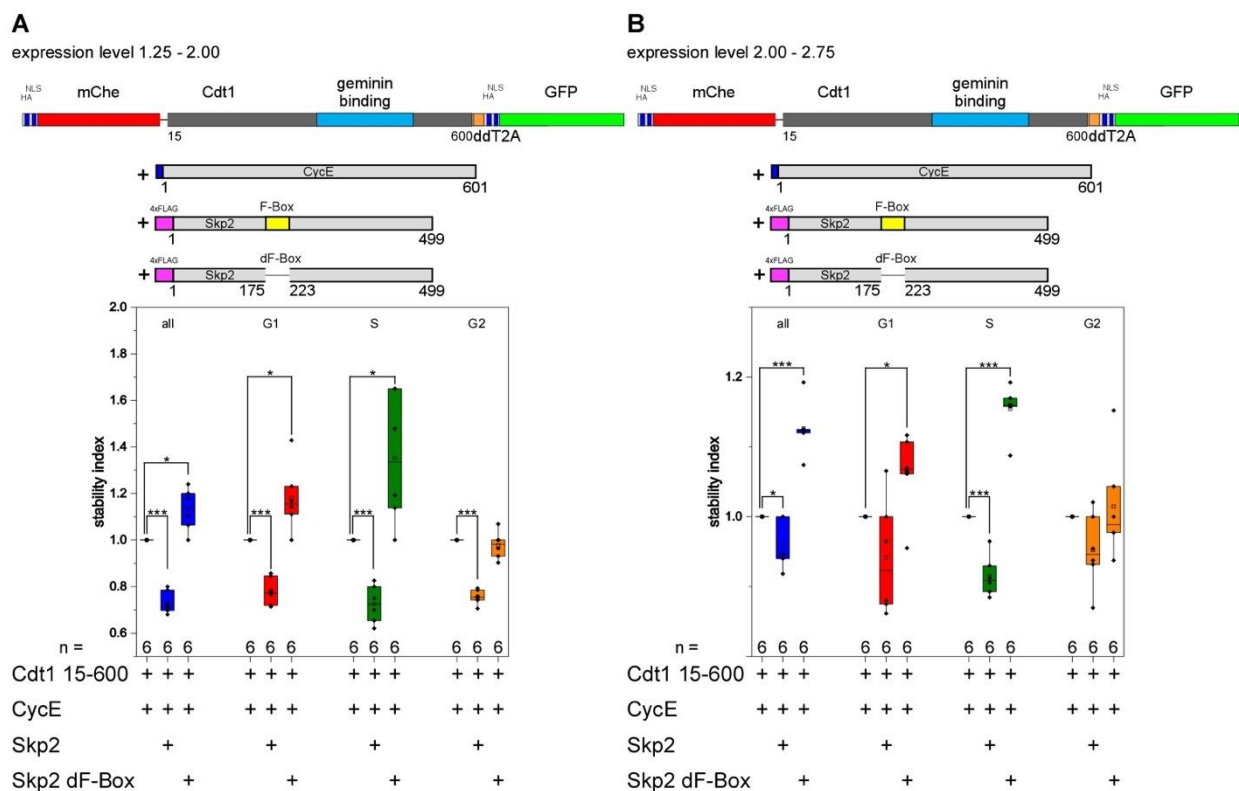 A
expression level 1.25 - 2.00
NLS
HA
mChe
Cdt1
geminin
binding
NLS
HA
GFP
15
600ddT2A
+
CycE
1
601
4xFLAG
F-Box
+
Skp2
1
499
4xFLAG
dF-Box
+
Skp2
1
175
223
499
2.0
1.8
1.6
1.4
1.2
1.0
0.8
0.6
stability index
all
G1
S
G2
*
***
*
***
*
***
***
n =
6 6 6 6 6 6 6 6 6 6 6 6
Cdt1 15-600 + + + + + + + + + + + +
CycE + + + + + + + + + + + +
Skp2 + + + +
Skp2 dF-Box + + + +
B
expression level 2.00 - 2.75
NLS
HA
mChe
Cdt1
geminin
binding
NLS
HA
GFP
15
600ddT2A
+
CycE
1
601
4xFLAG
F-Box
+
Skp2
1
499
4xFLAG
dF-Box
+
Skp2
1
175
223
499
1.2
1.0
stability index
all
G1
S
G2
***
*
*
***
***
n =
6 6 6 6 6 6 6 6 6 6 6 6
Cdt1 15-600 + + + + + + + + + + + +
CycE + + + + + + + + + + + +
Skp2 + + + +
Skp2 dF-Box + + + +